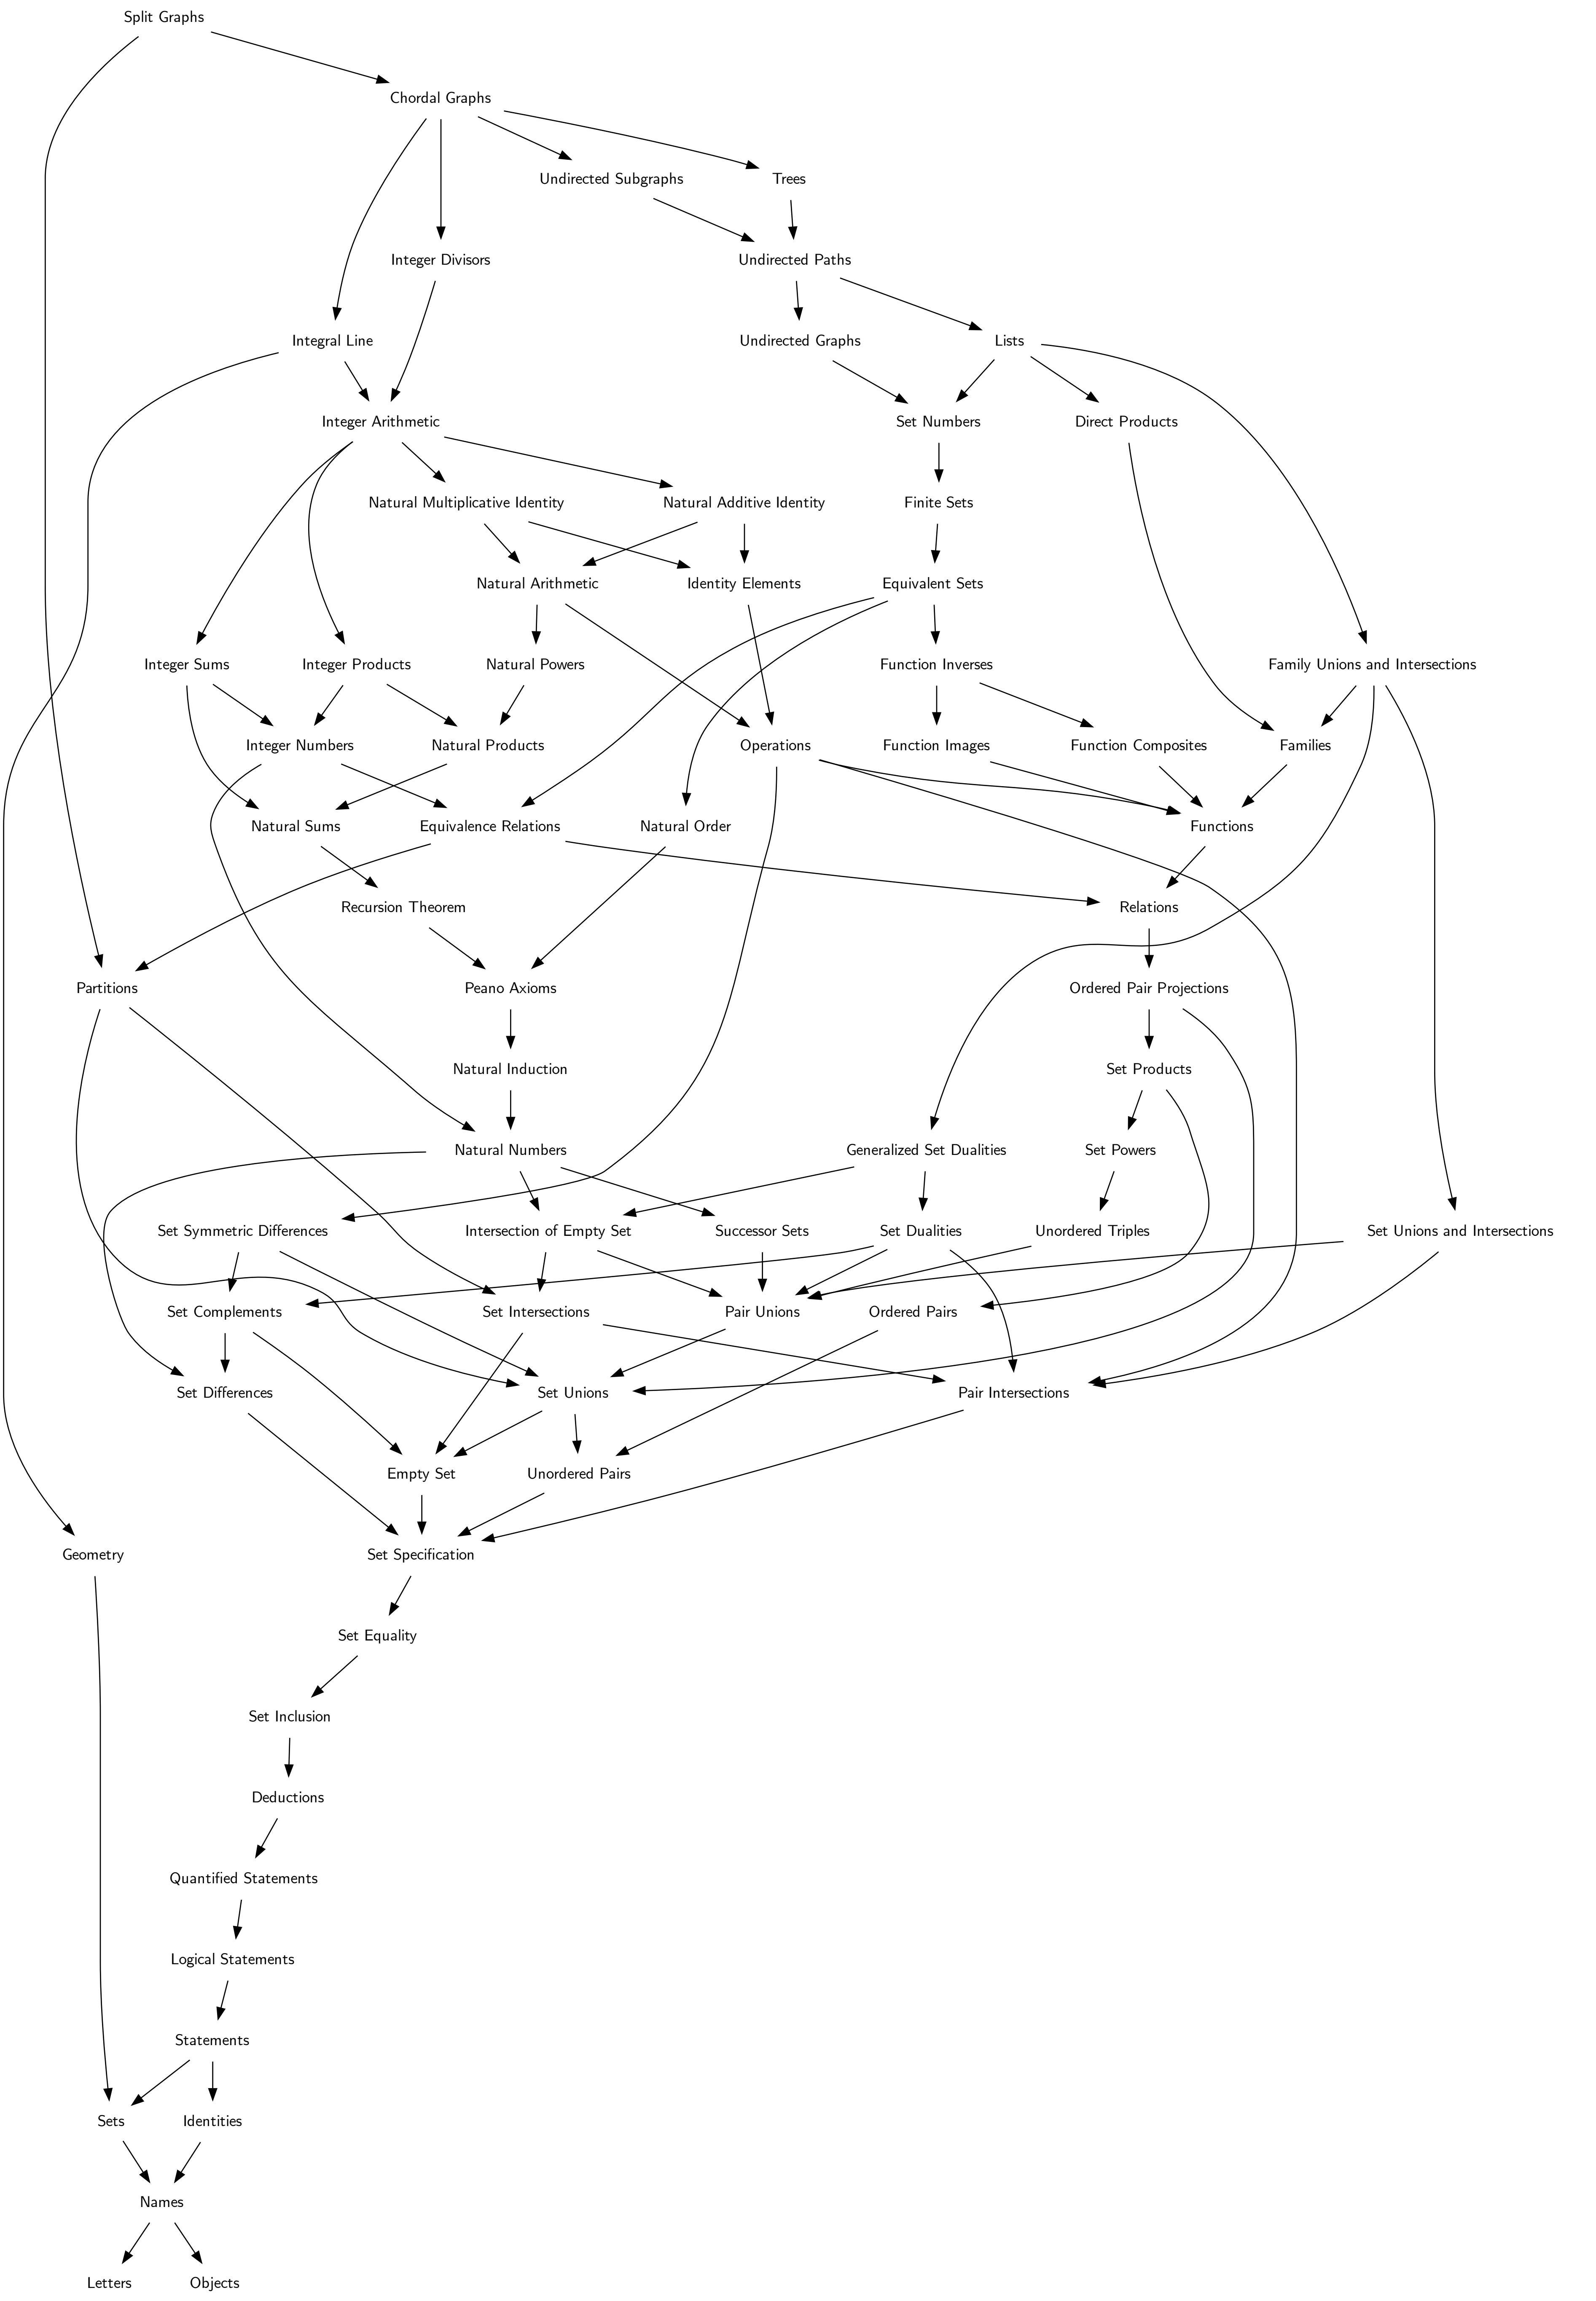 Split Graphs
Chordal Graphs
Undirected Subgraphs
Trees
Integer Divisors
Undirected Paths
Integral Line
Undirected Graphs
Lists
Integer Arithmetic
Set Numbers
Direct Products
Natural Multiplicative Identity
Natural Additive Identity
Finite Sets
Natural Arithmetic
Identity Elements
Equivalent Sets
Integer Sums
Integer Products
Natural Powers
Function Inverses
Family Unions and Intersections
Integer Numbers
Natural Products
Operations
Function Images
Function Composites
Families
Natural Sums
Equivalence Relations
Natural Order
Functions
Recursion Theorem
Relations
Partitions
Peano Axioms
Ordered Pair Projections
Natural Induction
Set Products
Natural Numbers
Generalized Set Dualities
Set Powers
Set Symmetric Differences
Intersection of Empty Set
Successor Sets
Set Dualities
Unordered Triples
Set Unions and Intersections
Set Complements
Set Intersections
Pair Unions
Ordered Pairs
Set Differences
Set Unions
Pair Intersections
Empty Set
Unordered Pairs
Geometry
Set Specification
Set Equality
Set Inclusion
Deductions
Quantified Statements
Logical Statements
Statements
Sets
Identities
Names
Letters
Objects